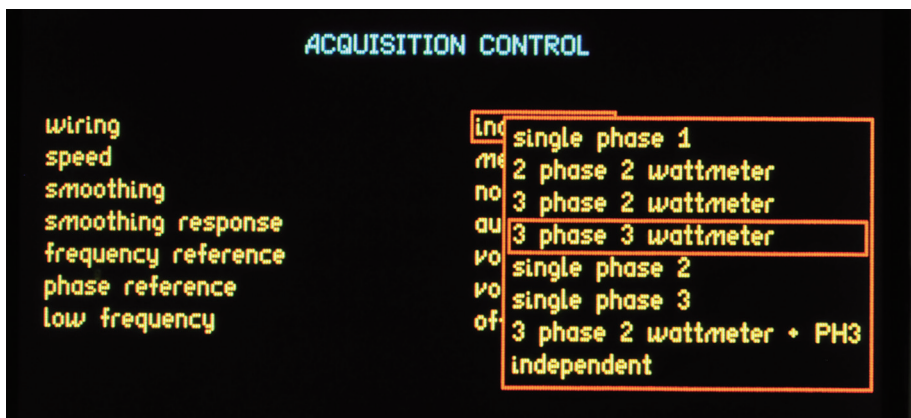 ACQUISITION CONTROL
wiring
speed
smoothing
smoothing response
frequency reference
phase reference
low frequency
single phase 1
2 phase 2 wattmeter
3 phase 2 wattmeter
3 phase 3 wattmeter
single phase 2
single phase 3
3 phase 2 wattmeter + PH3
independent